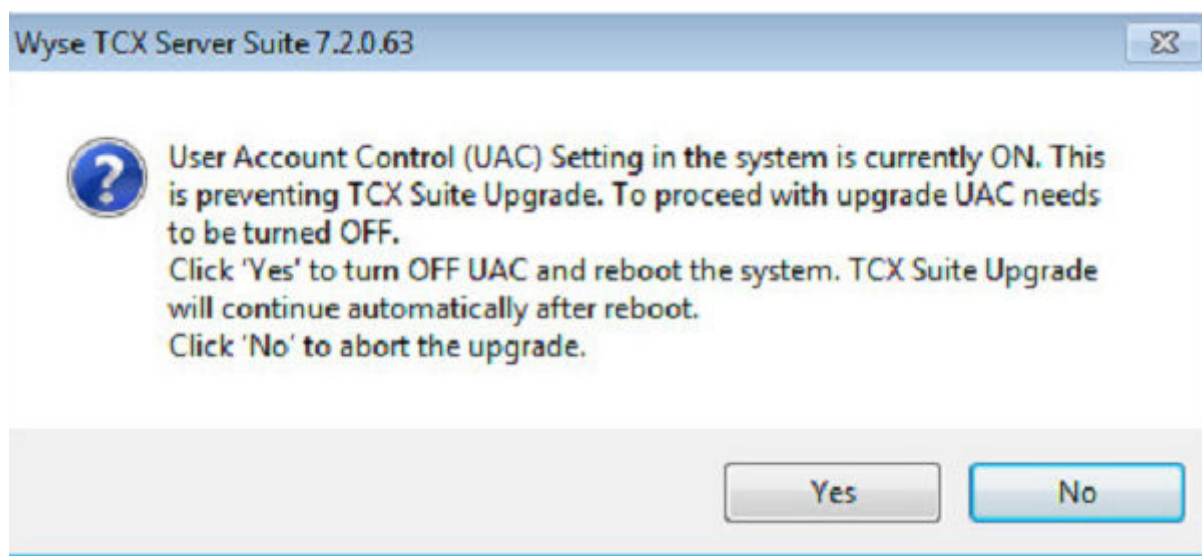 Wyse TCX Server Suite 7.2.0.63
User Account Control (UAC) Setting in the system is currently ON. This
is preventing TCX Suite Upgrade. To proceed with upgrade UAC needs
to be turned OFF.
Click 'Yes' to turn OFF UAC and reboot the system. TCX Suite Upgrade
will continue automatically after reboot.
Click 'No' to abort the upgrade.
Yes No